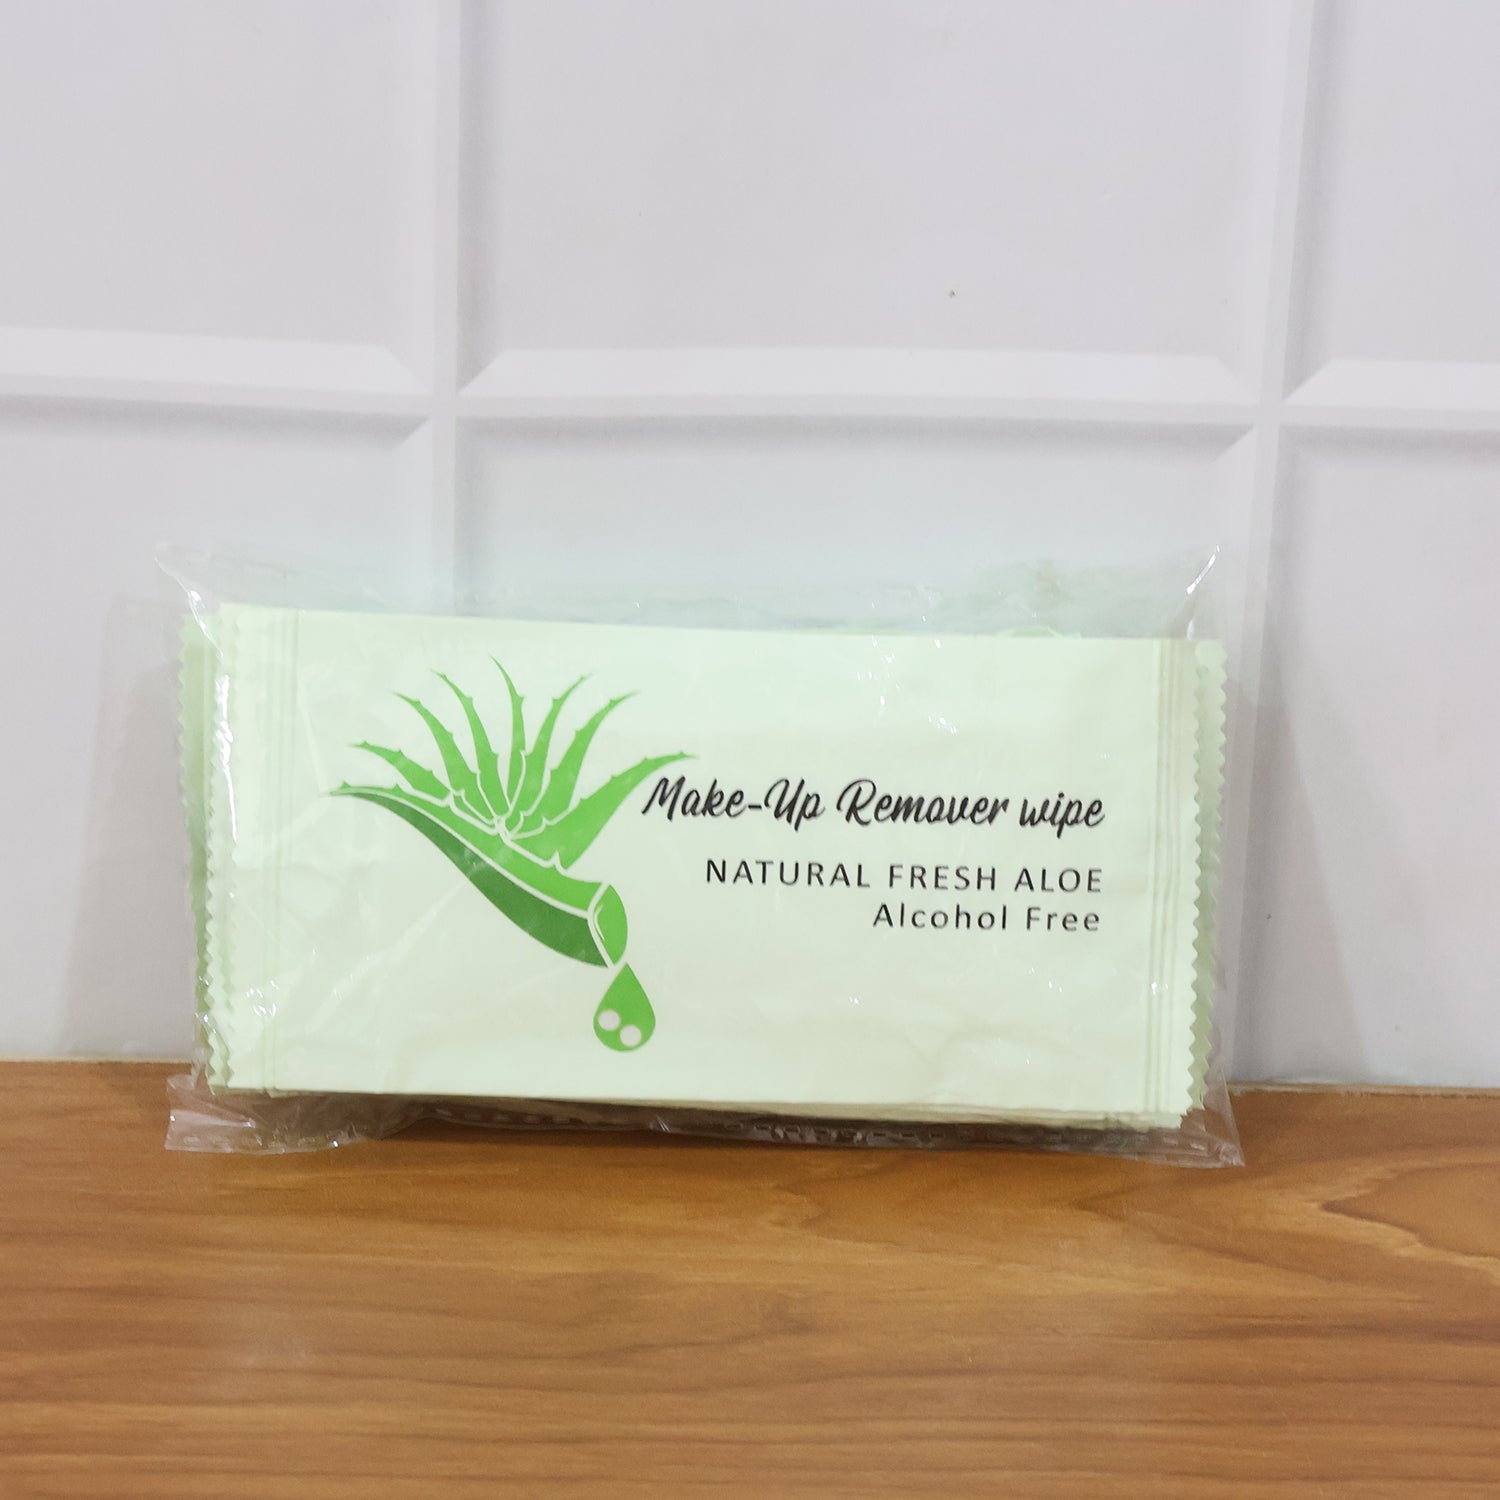 Make-Up Remover wipe
NATURAL FRESH ALOE
Alcohol Free